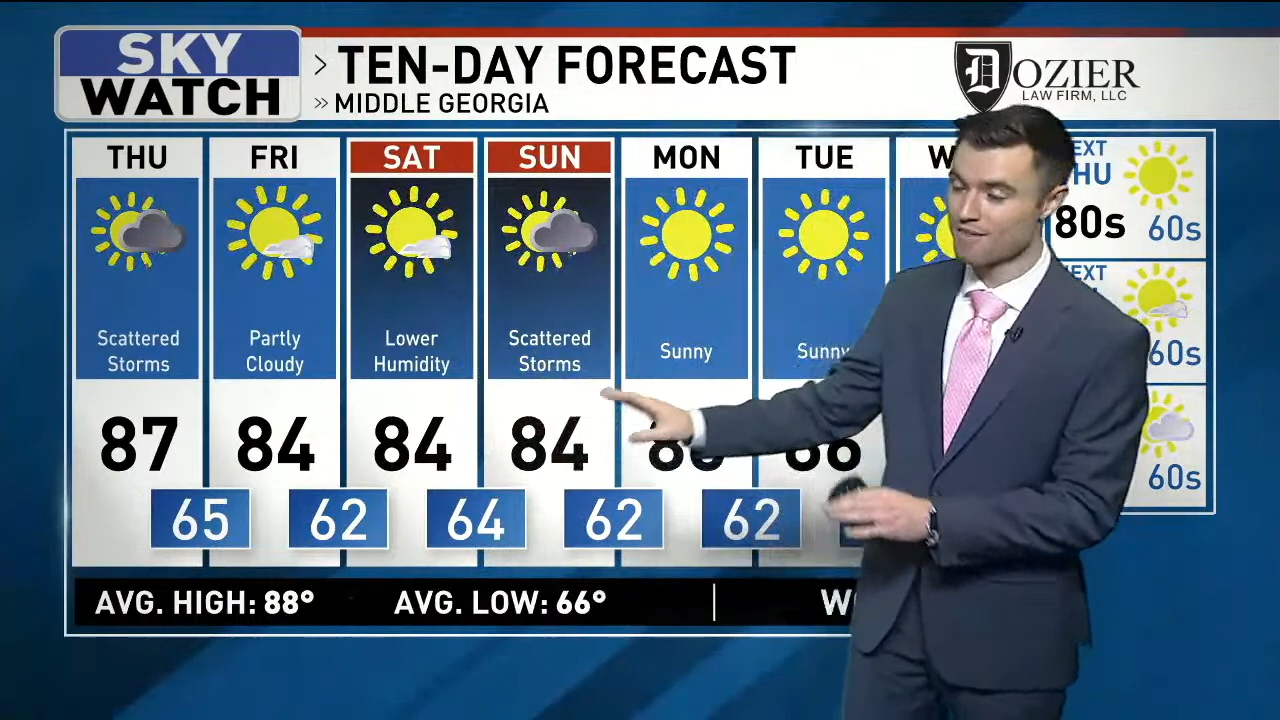 SKY
WATCH
TEN-DAY FORECAST
MIDDLE GEORGIA
DOZIER
LAW FIRM, LLC
THU
FRI
SAT
SUN
MON
TUE
Scattered
Storms
Partly
Cloudy
Lower
Humidity
Scattered
Storms
Sunny
Sunny
87
84
84
84
65
62
64
62
62
80s
60s
60s
60s
AVG. HIGH: 88°
AVG. LOW: 66°